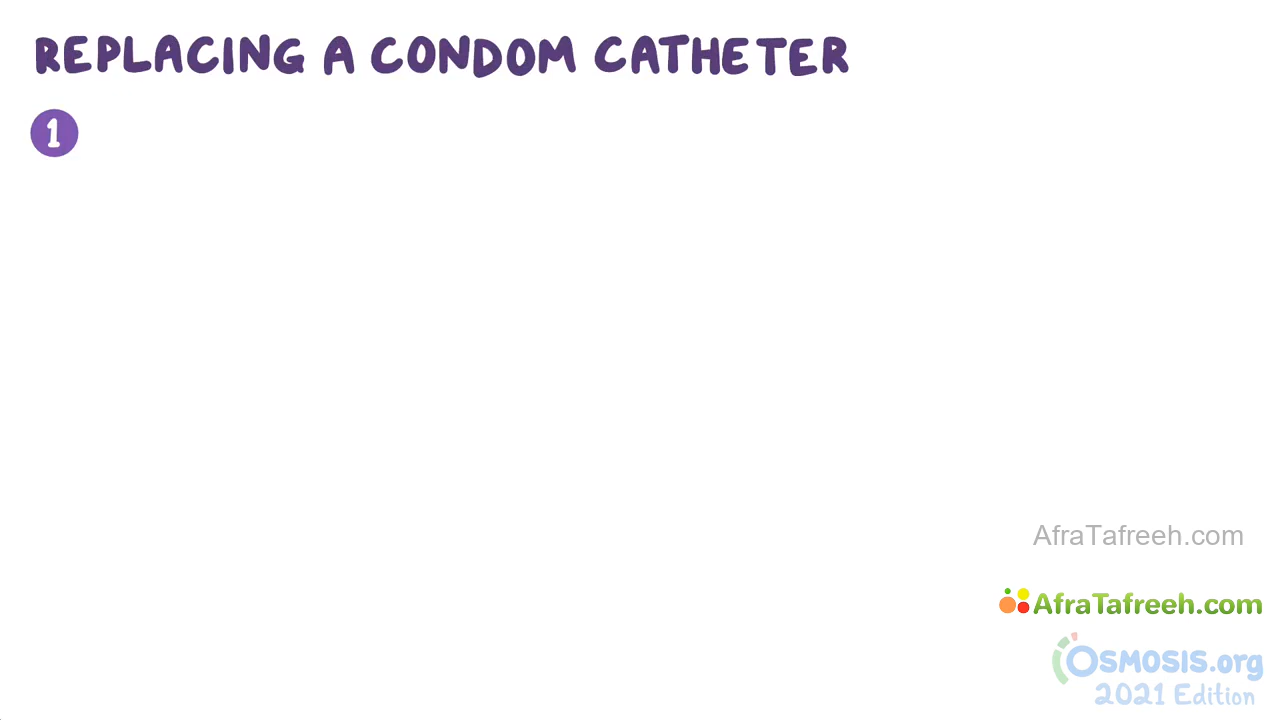 REPLACING A CONDOM CATHETER
1
AfraTafreeh.com
AfraTafreeh.com
OSMOSIS.org
2021 Edition